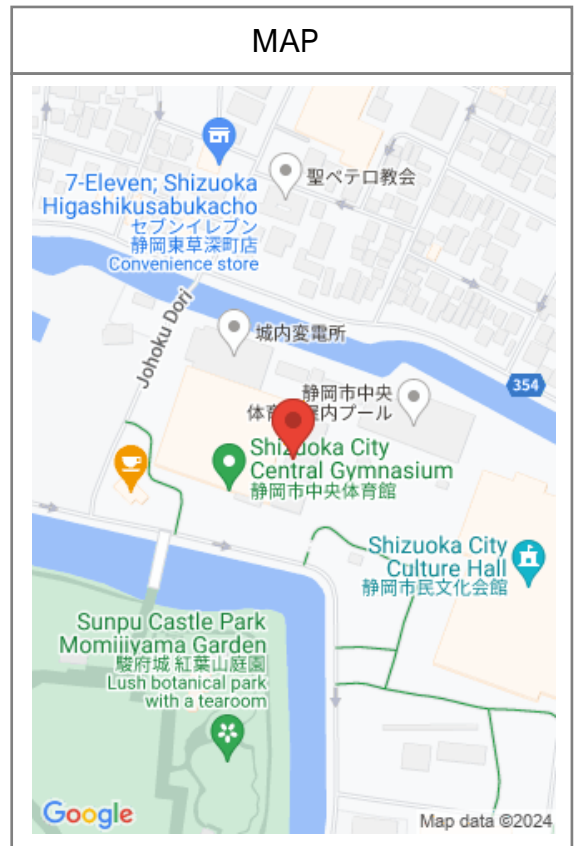 MAP
7-Eleven; Shizuoka
Higashikusabukacho
セブンイレブン
静岡東草深町店
Convenience store
聖ペテロ教会
Johoku Dori
城内変電所
354
静岡市中央
体育 屋内プール
Shizuoka City
Central Gymnasium
静岡市中央体育館
Shizuoka City
Culture Hall
静岡市民文化会館
Sunpu Castle Park
Momijiyama Garden
駿府城 紅葉山庭園
Lush botanical park
with a tearoom
Google
Map data ©2024